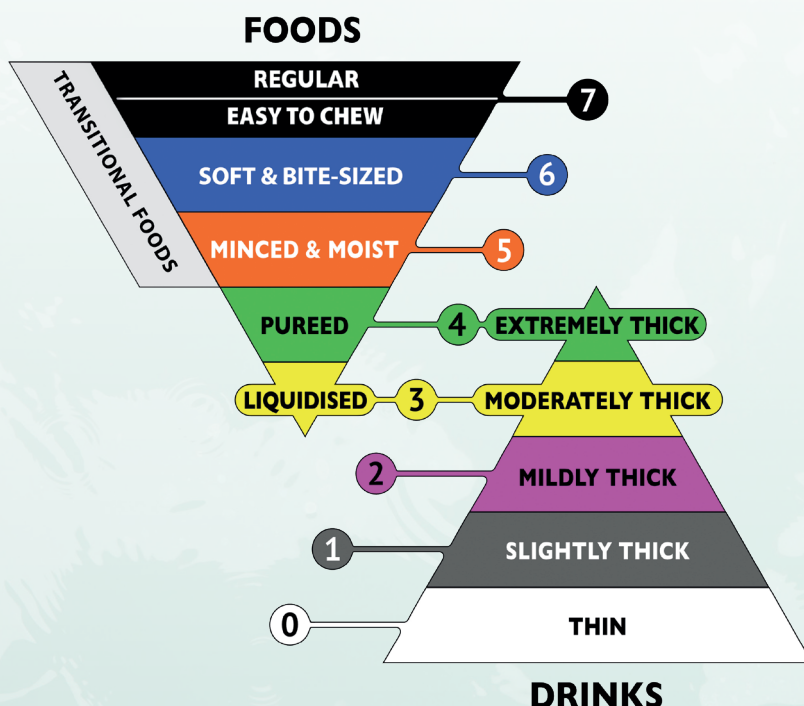 FOODS
TRANSITIONAL FOODS
REGULAR
EASY TO CHEW
7
SOFT & BITE-SIZED
6
MINCED & MOIST
5
PUREED
4
EXTREMELY THICK
LIQUIDISED
3
MODERATELY THICK
2
MILDLY THICK
1
SLIGHTLY THICK
0
THIN
DRINKS